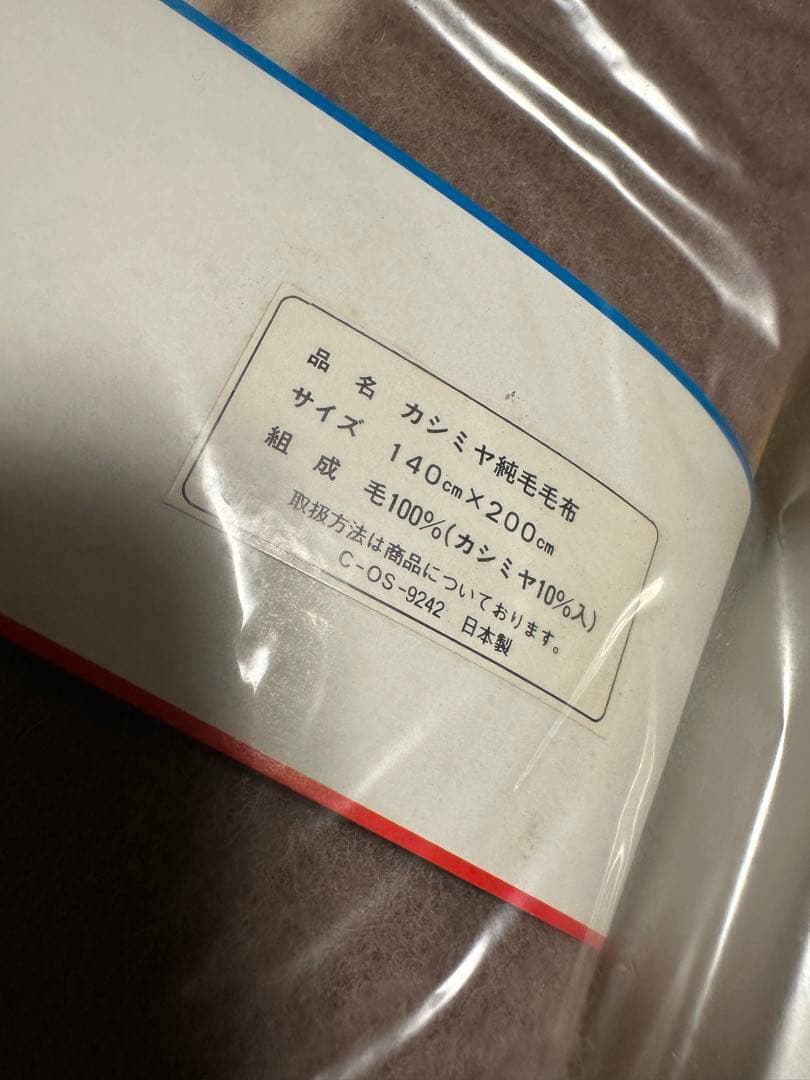 品名 カシミヤ純毛毛布
サイズ 140㎝×200㎝
組成 毛100%(カシミヤ10%入)
取扱方法は商品についております。
C-OS-9242 日本製